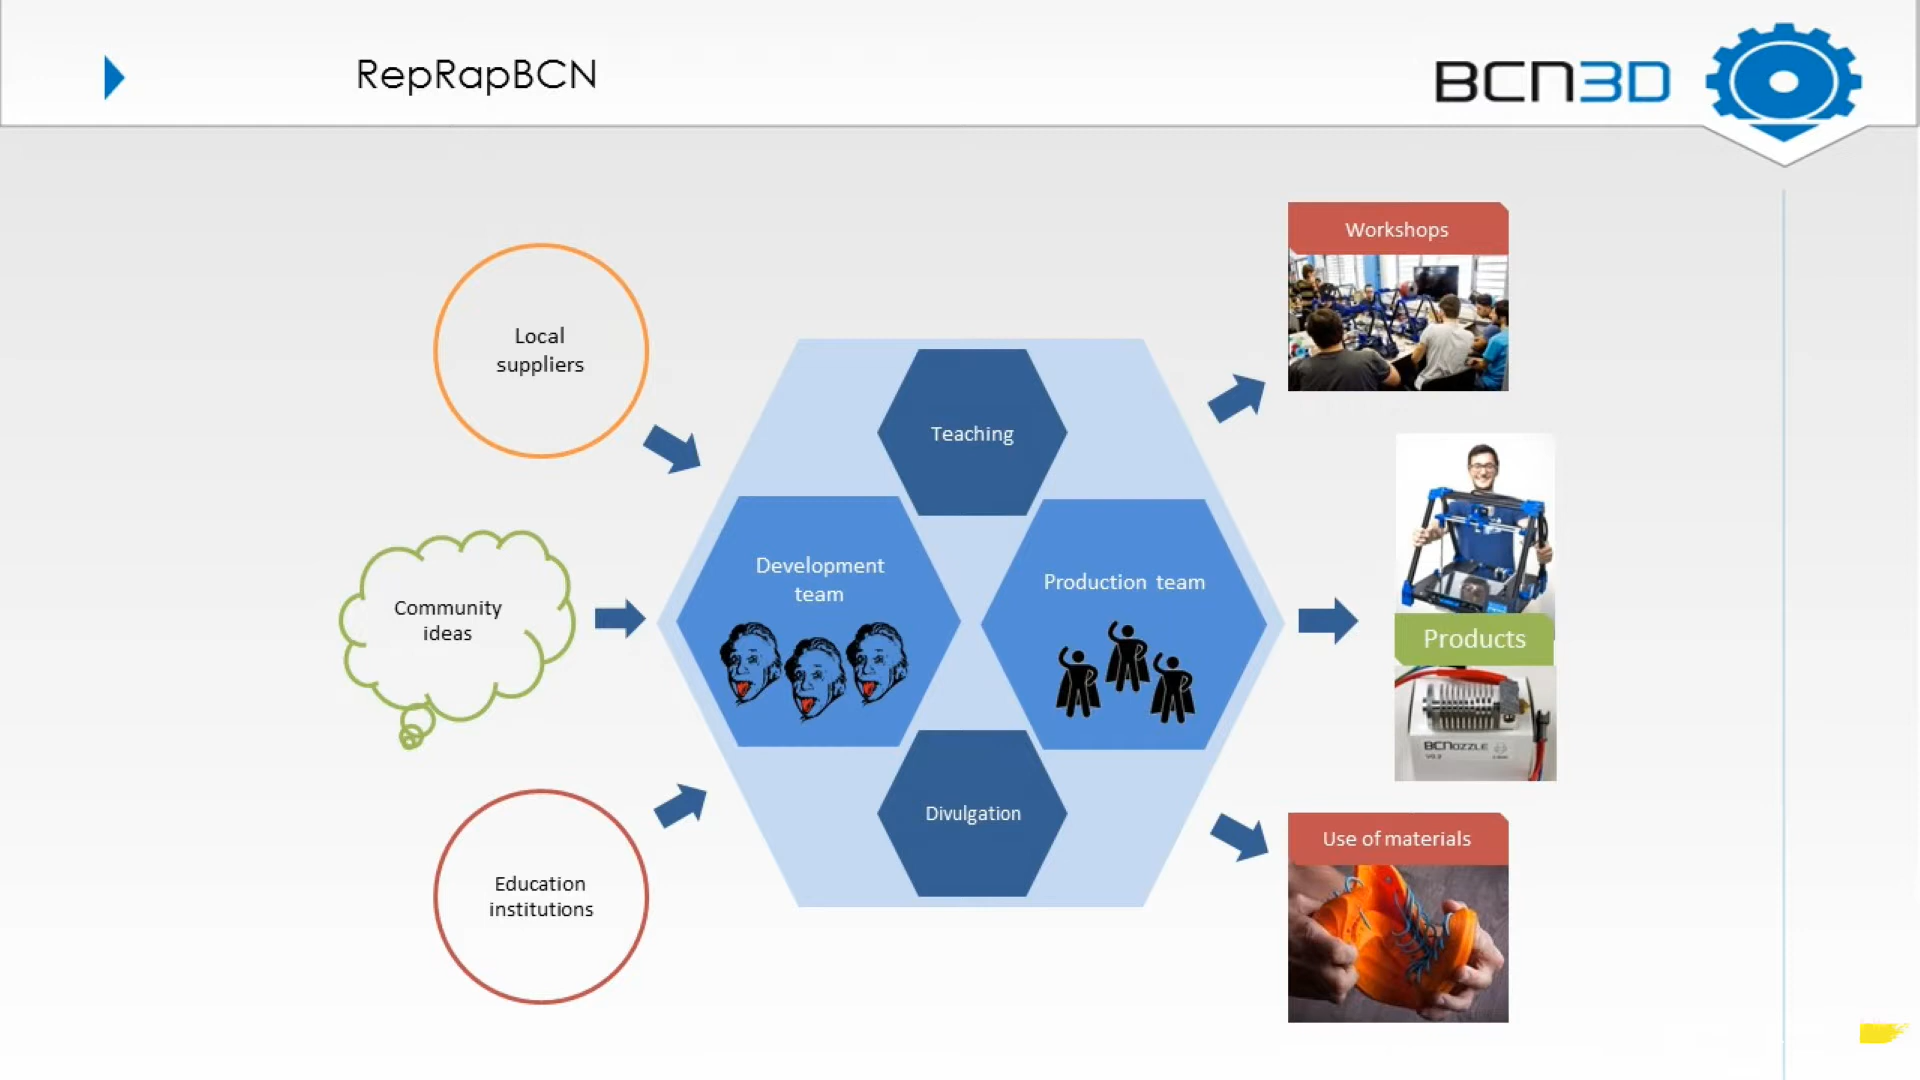 RepRapBCN
BCN3D
Local
suppliers
Community
ideas
Education
institutions
Teaching
Development
team
Production team
Divulgation
Workshops
Products
BCNozzle
Use of materials